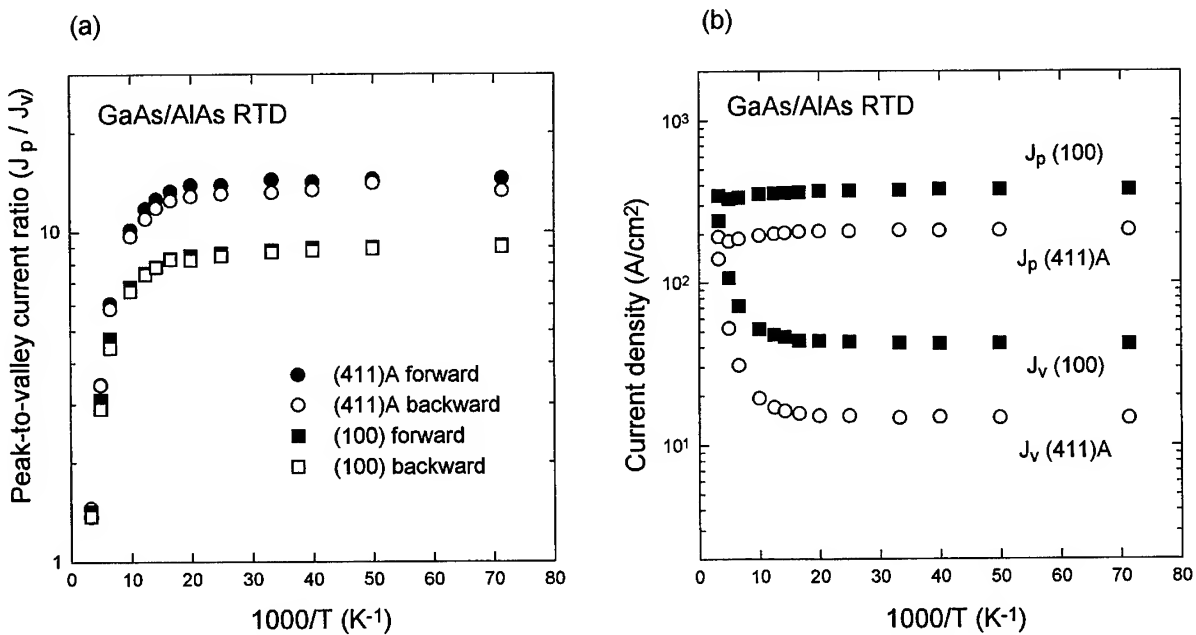 (a)
GaAs/AlAs RTD
Peak-to-valley current ratio (Jp / Jv)
10
1
(411)A forward
(411)A backward
(100) forward
(100) backward
0 10 20 30 40 50 60 70 80
1000/T (K-1)
(b)
GaAs/AlAs RTD
Current density (A/cm2)
10³
10²
10¹
Jp (100)
Jp (411)A
Jv (100)
Jv (411)A
0 10 20 30 40 50 60 70 80
1000/T (K-1)